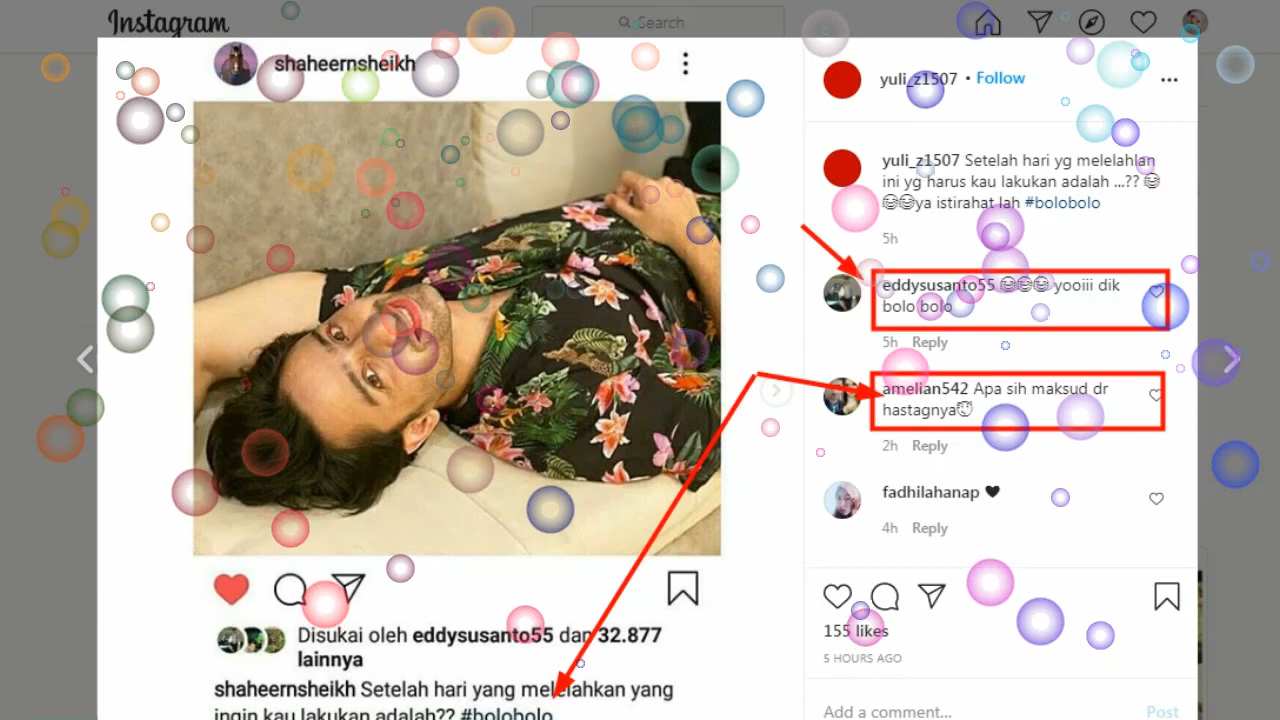 Instagram
Search
shaheernsheikh
yuli_z1507 • Follow
yuli_z1507 Setelah hari yg melelahlan
ini yg harus kau lakukan adalah ...?? 😂
😂😂ya istirahat lah #bolobolo
5h
eddysusanto55 😂😂😂 yooiii dik
bolo bolo
5h Reply
amelian542 Apa sih maksud dr
hastagnya😇
2h Reply
fadhilahanap 🖤
4h Reply
Disukai oleh eddysusanto55 dan 32.877
lainnya
shaheernsheikh Setelah hari yang melelahkan yang
ingin kau lakukan adalah?? #bolobolo
155 likes
5 HOURS AGO
Add a comment... Post